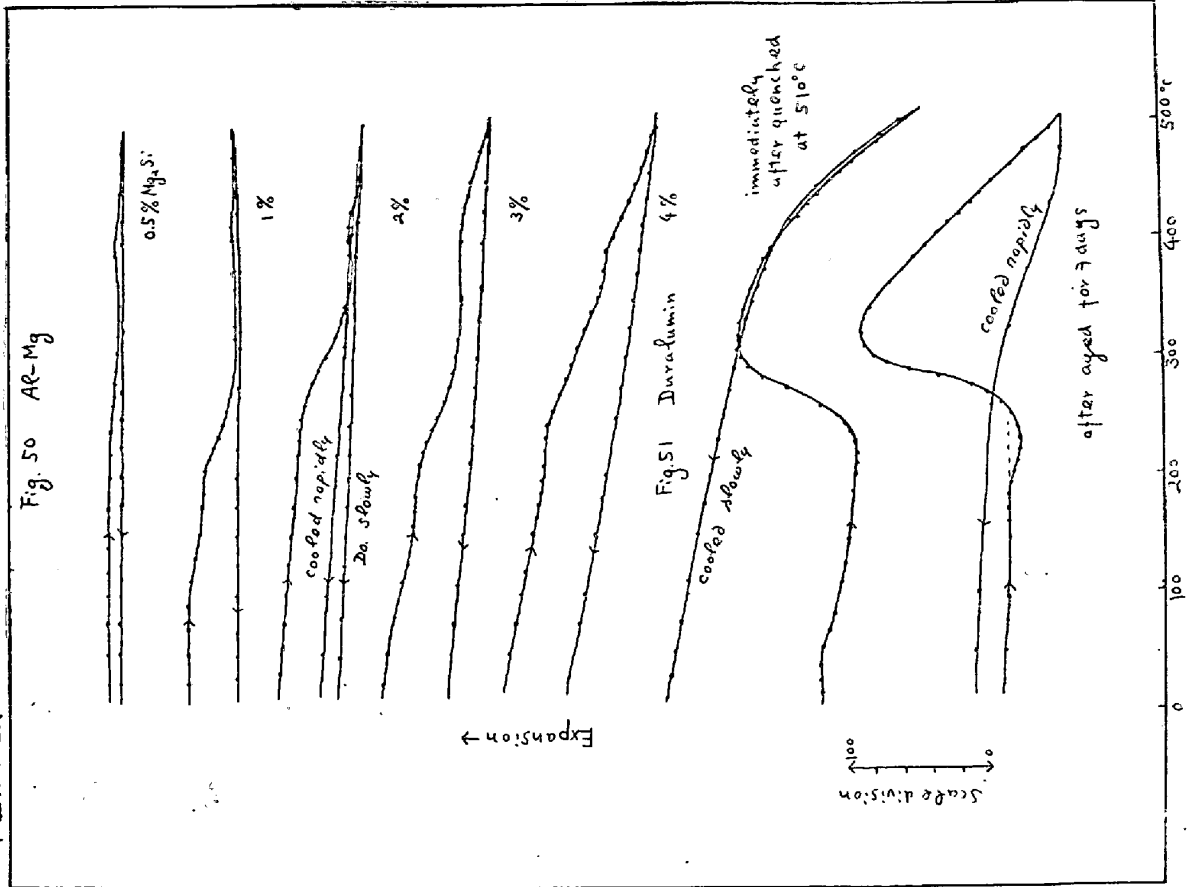 Fig. 50 Al-Mg
0.5% Mg₂Si
1%
cooled rapidly
Do. slowly
2%
3%
4%
Expansion →
Fig. 51 Duralumin
cooled slowly
immediately
after quenched
at 510°C
Scale division
100
0
cooled rapidly
after aged for 7 days
0
100
200
300
400
500°C